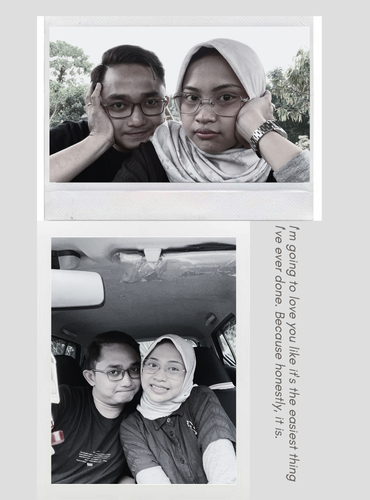 I'm going to love you like it's the easiest thing
I've ever done. Because honestly, it is.